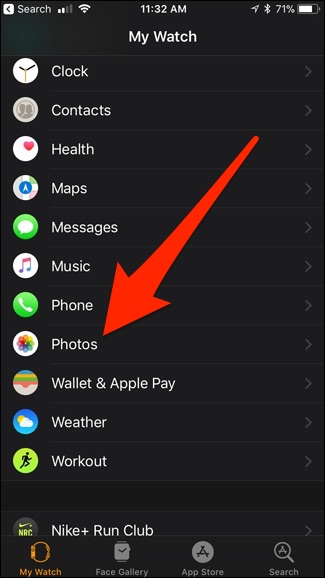 Search 11:32 AM 71%
My Watch
Clock
Contacts
Health
Maps
Messages
Music
Phone
Photos
Wallet & Apple Pay
Weather
Workout
NRC Nike+ Run Club
My Watch Face Gallery App Store Search